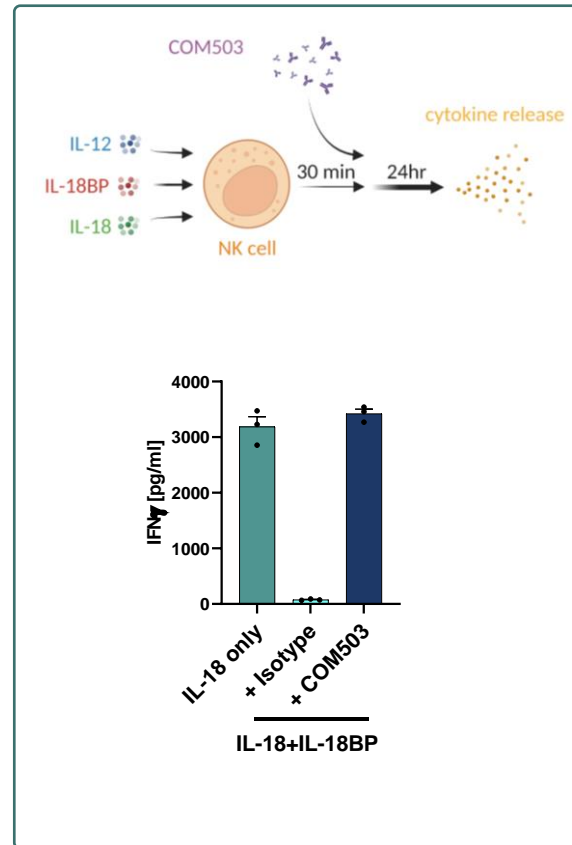 COM503
cytokine release
IL-12
IL-18BP
IL-18
30 min
24hr
NK cell
4000
3000
2000
1000
0
IFNγ [pg/ml]
IL-18 only
+ Isotype
+ COM503
IL-18+IL-18BP